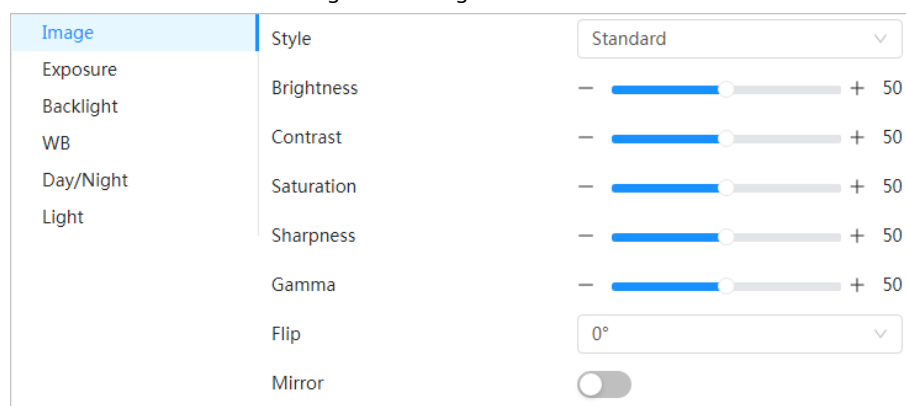 Image
Exposure
Backlight
WB
Day/Night
Light
Style Standard
Brightness 50
Contrast 50
Saturation 50
Sharpness 50
Gamma 50
Flip 0°
Mirror